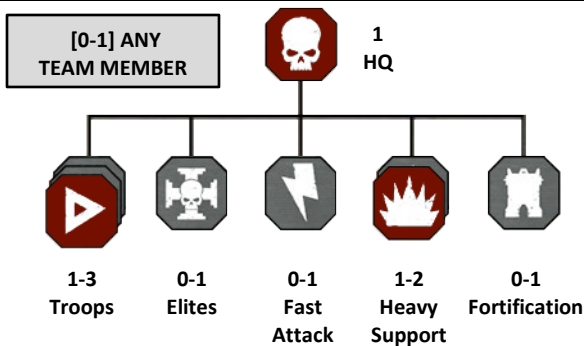 [0-1] ANY
TEAM MEMBER
1
HQ
1-3
Troops
0-1
Elites
0-1
Fast
Attack
1-2
Heavy
Support
0-1
Fortification